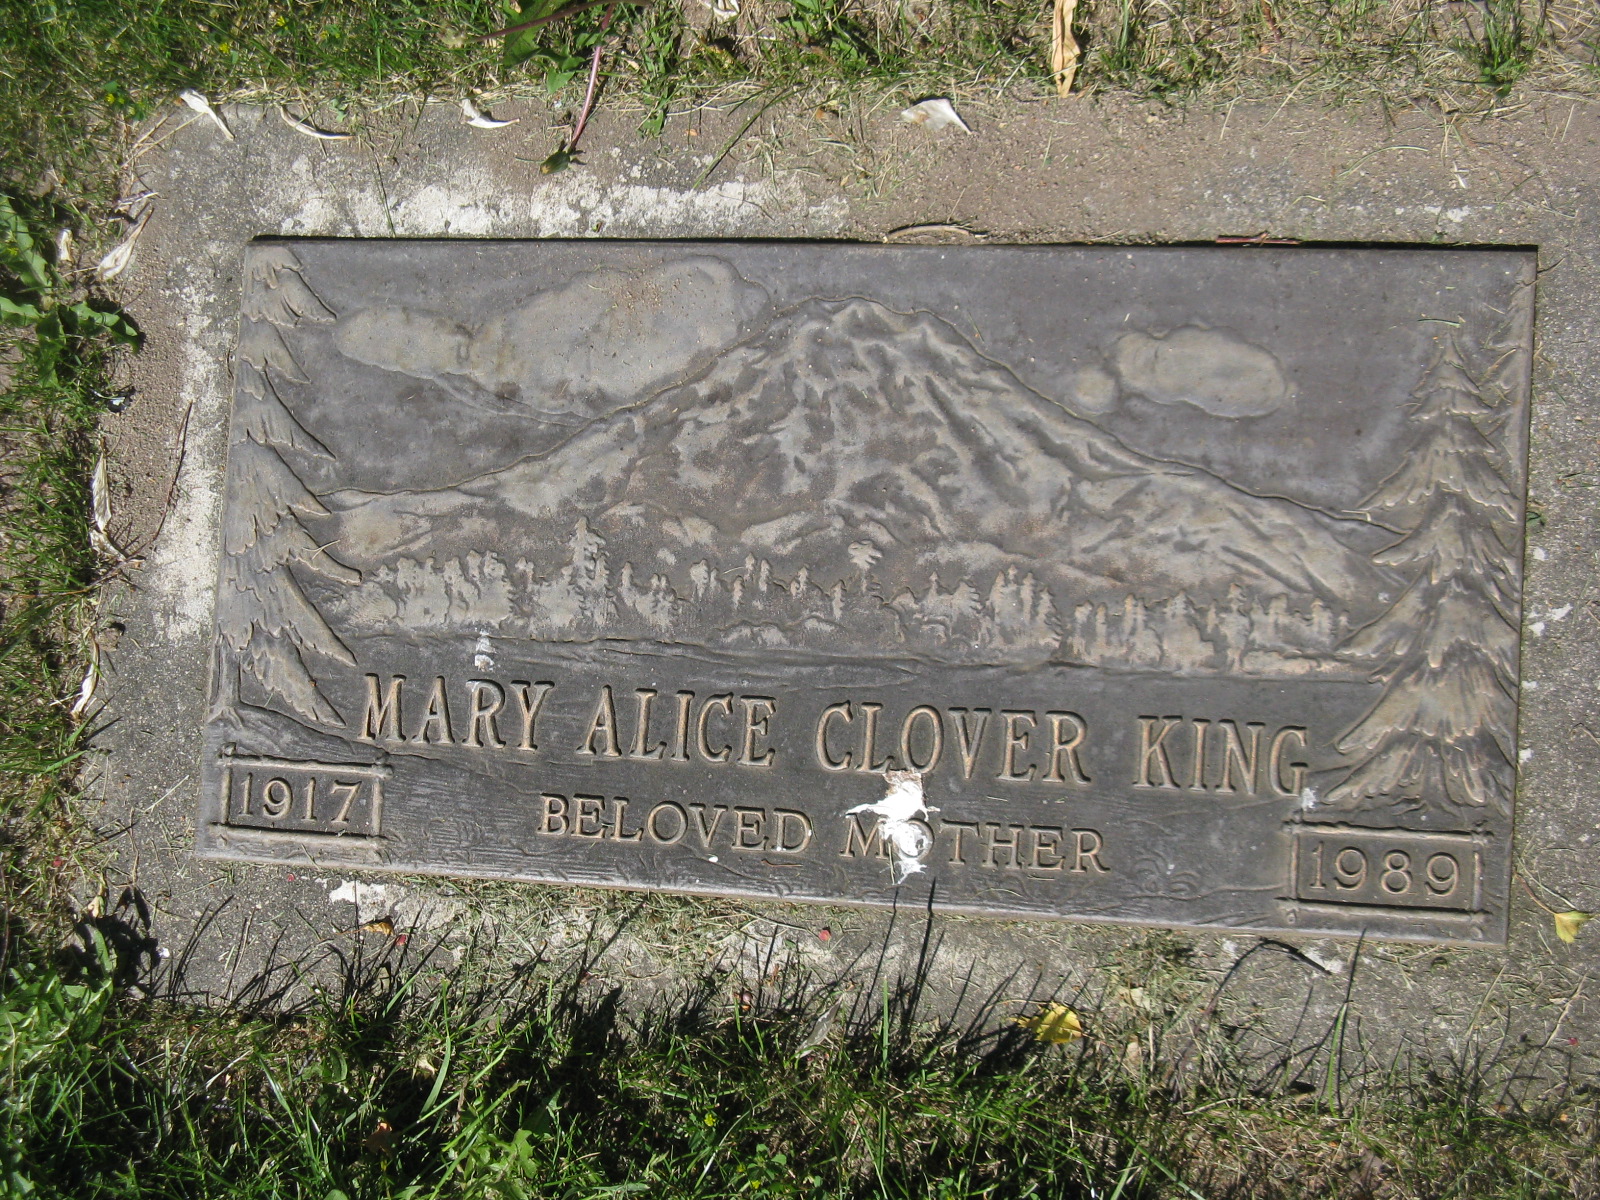 MARY ALICE CLOVER KING
1917
BELOVED MOTHER
1989